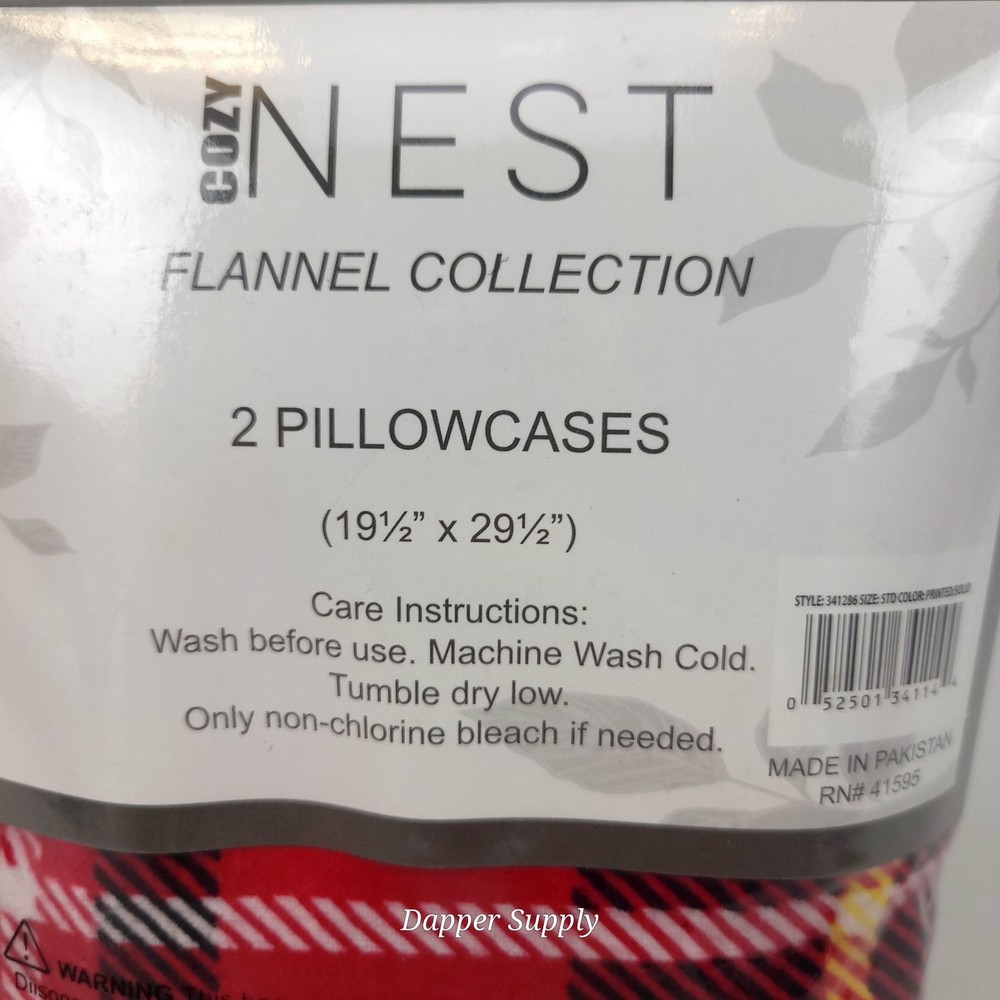 COZY NEST
FLANNEL COLLECTION
2 PILLOWCASES
(19½" x 29½")
Care Instructions:
Wash before use. Machine Wash Cold.
Tumble dry low.
Only non-chlorine bleach if needed.
STYLE: 341286 SIZE: STD COLOR: PRINTED/SOLID
0 52501 34114 4
MADE IN PAKISTAN
RN# 41595
Dapper Supply
WARNING